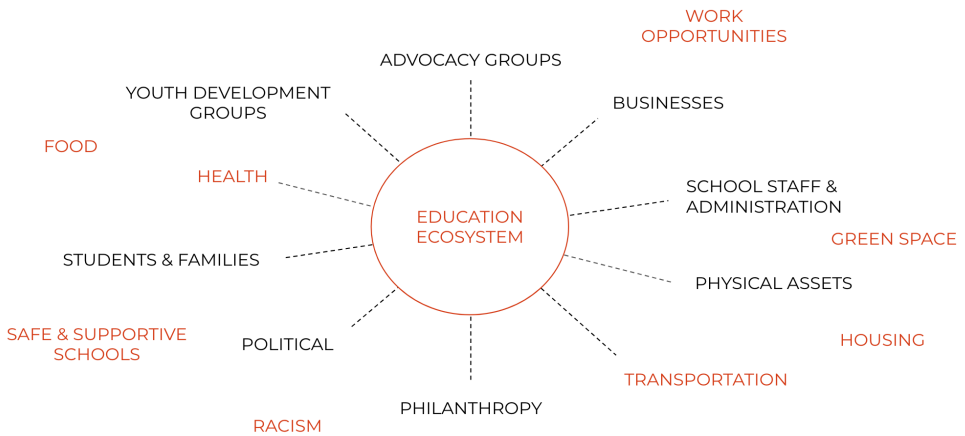 WORK
OPPORTUNITIES
ADVOCACY GROUPS
YOUTH DEVELOPMENT
GROUPS
BUSINESSES
FOOD
HEALTH
SCHOOL STAFF &
ADMINISTRATION
EDUCATION
ECOSYSTEM
GREEN SPACE
STUDENTS & FAMILIES
PHYSICAL ASSETS
SAFE & SUPPORTIVE
SCHOOLS
POLITICAL
HOUSING
TRANSPORTATION
PHILANTHROPY
RACISM